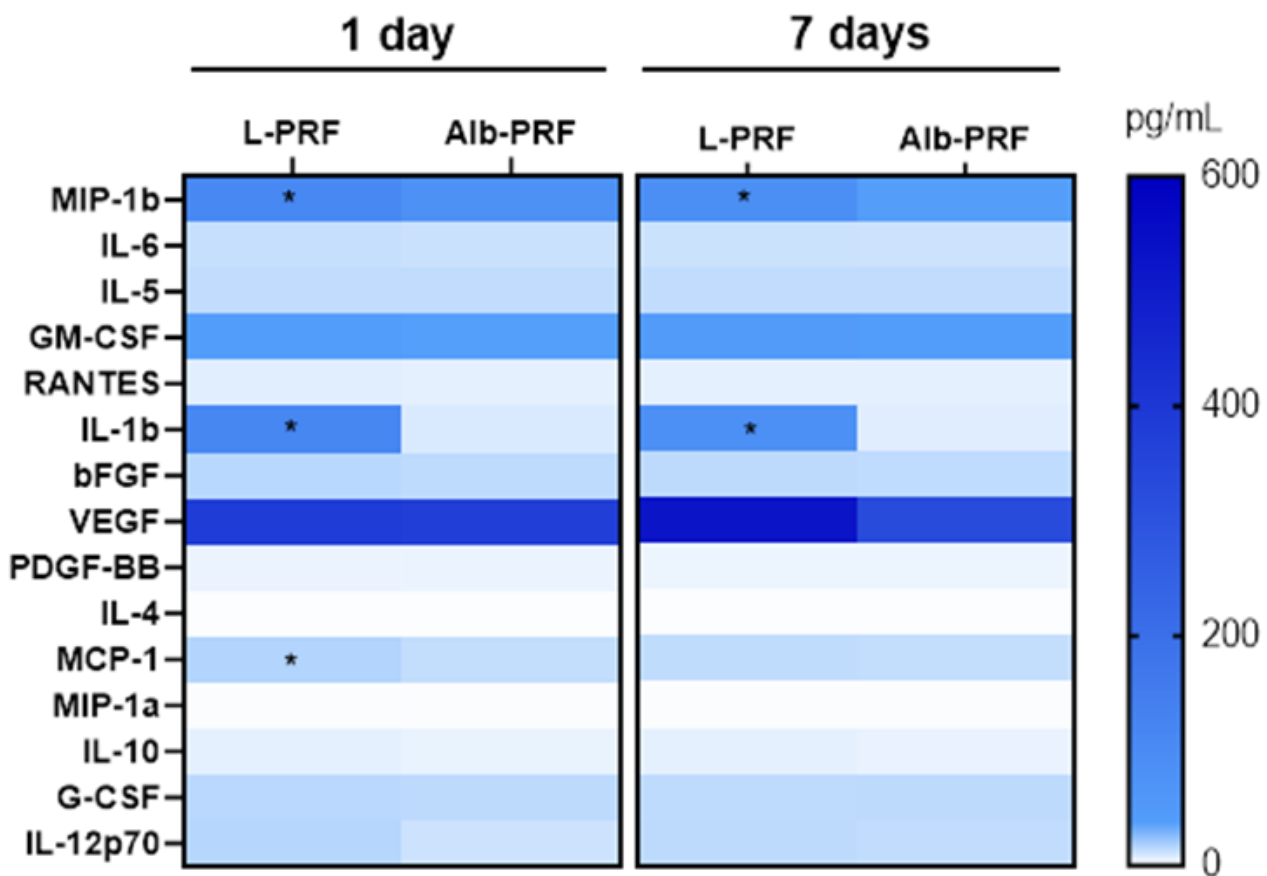 1 day 7 days
L-PRF Alb-PRF L-PRF Alb-PRF
pg/mL
600
400
200
0
MIP-1b * *
IL-6
IL-5
GM-CSF
RANTES
IL-1b * *
bFGF
VEGF
PDGF-BB
IL-4
MCP-1 *
MIP-1a
IL-10
G-CSF
IL-12p70